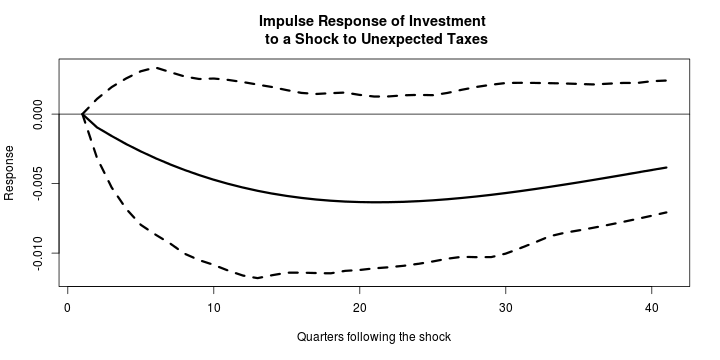 Impulse Response of Investment
to a Shock to Unexpected Taxes
Response
0.000
-0.005
-0.010
0 10 20 30 40
Quarters following the shock